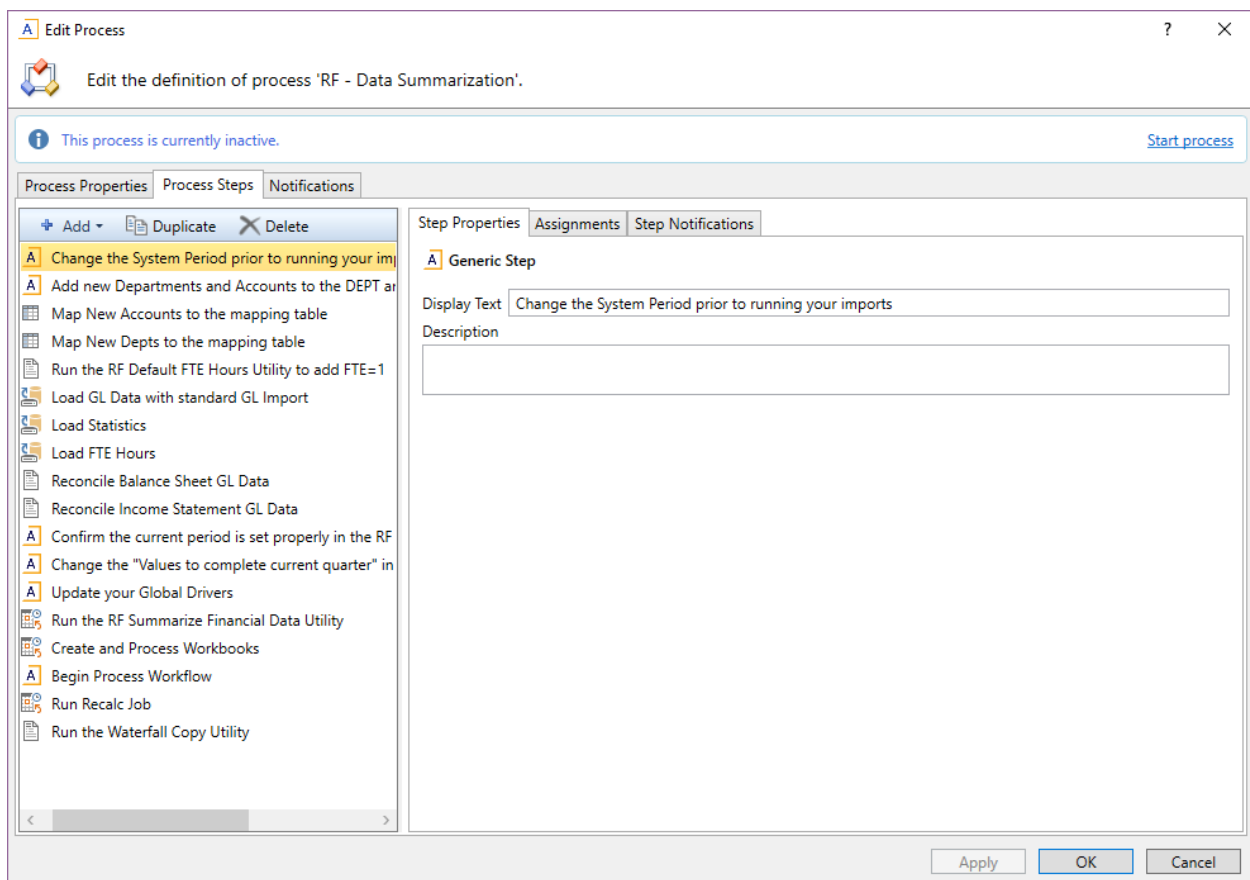 A Edit Process ?
Edit the definition of process 'RF - Data Summarization'.
This process is currently inactive. Start process
Process Properties Process Steps Notifications
Add Duplicate Delete
Change the System Period prior to running your im
Add new Departments and Accounts to the DEPT ar
Map New Accounts to the mapping table
Map New Depts to the mapping table
Run the RF Default FTE Hours Utility to add FTE=1
Load GL Data with standard GL Import
Load Statistics
Load FTE Hours
Reconcile Balance Sheet GL Data
Reconcile Income Statement GL Data
Confirm the current period is set properly in the RF
Change the "Values to complete current quarter" in
Update your Global Drivers
Run the RF Summarize Financial Data Utility
Create and Process Workbooks
Begin Process Workflow
Run Recalc Job
Run the Waterfall Copy Utility
Step Properties Assignments Step Notifications
A Generic Step
Display Text Change the System Period prior to running your imports
Description
Apply OK Cancel